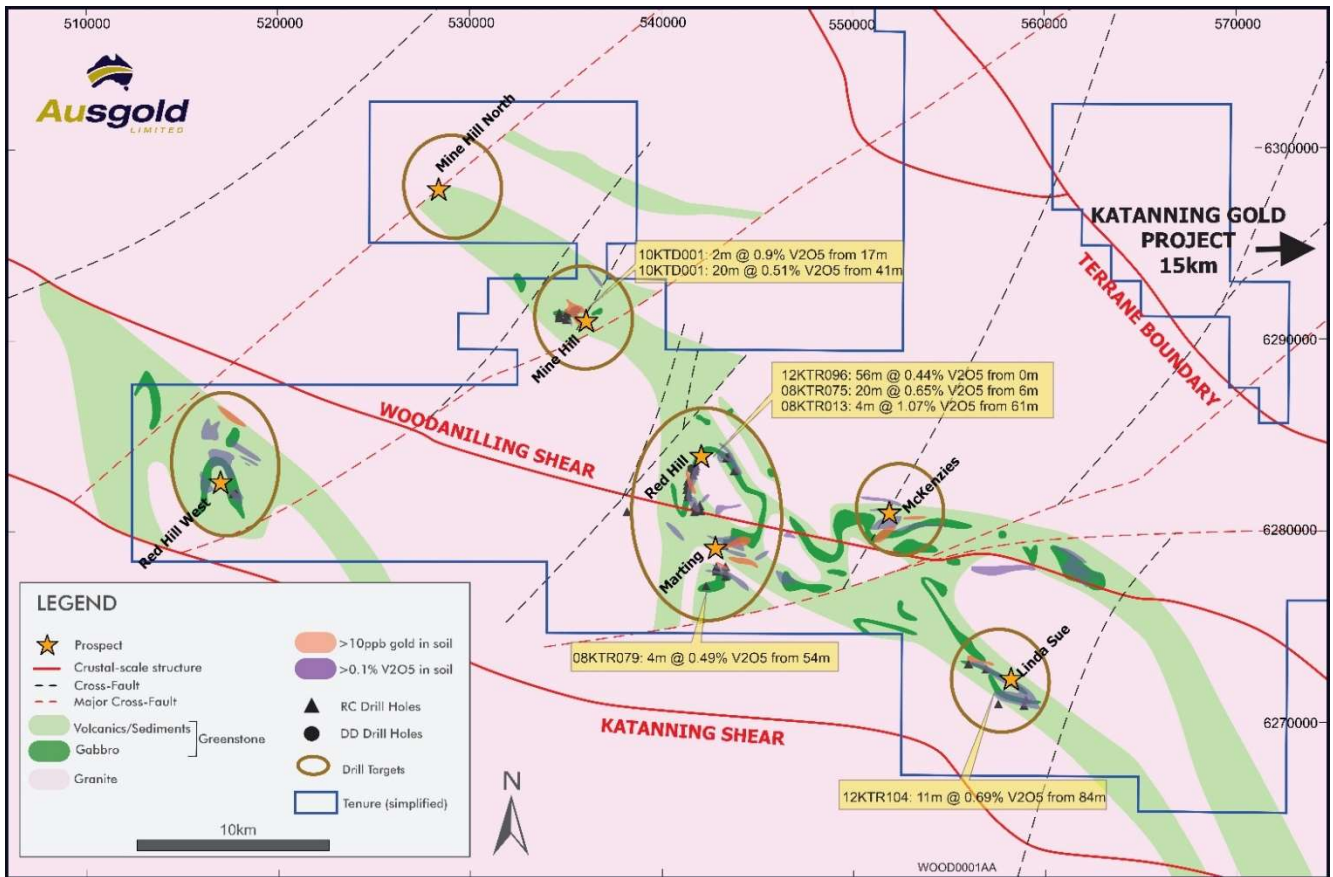 510000
520000
530000
540000
550000
560000
570000
Ausgold
LIMITED
Mine Hill North
6300000
KATANNING GOLD
PROJECT
15km
10KTD001: 2m @ 0.9% V2O5 from 17m
10KTD001: 20m @ 0.51% V2O5 from 41m
TERRANE BOUNDARY
Mine Hill
6290000
12KTR096: 56m @ 0.44% V2O5 from 0m
08KTR075: 20m @ 0.65% V2O5 from 6m
08KTR013: 4m @ 1.07% V2O5 from 61m
WOODANILLING SHEAR
Red Hill
McKenzies
Red Hill West
6280000
Marting
08KTR079: 4m @ 0.49% V2O5 from 54m
Linda Sue
KATANNING SHEAR
6270000
12KTR104: 11m @ 0.69% V2O5 from 84m
LEGEND
Prospect
Crustal-scale structure
Cross-Fault
Major Cross-Fault
Volcanics/Sediments
Gabbro
Greenstone
Granite
>10ppb gold in soil
>0.1% V2O5 in soil
RC Drill Holes
DD Drill Holes
Drill Targets
Tenure (simplified)
10km
N
WOOD0001AA